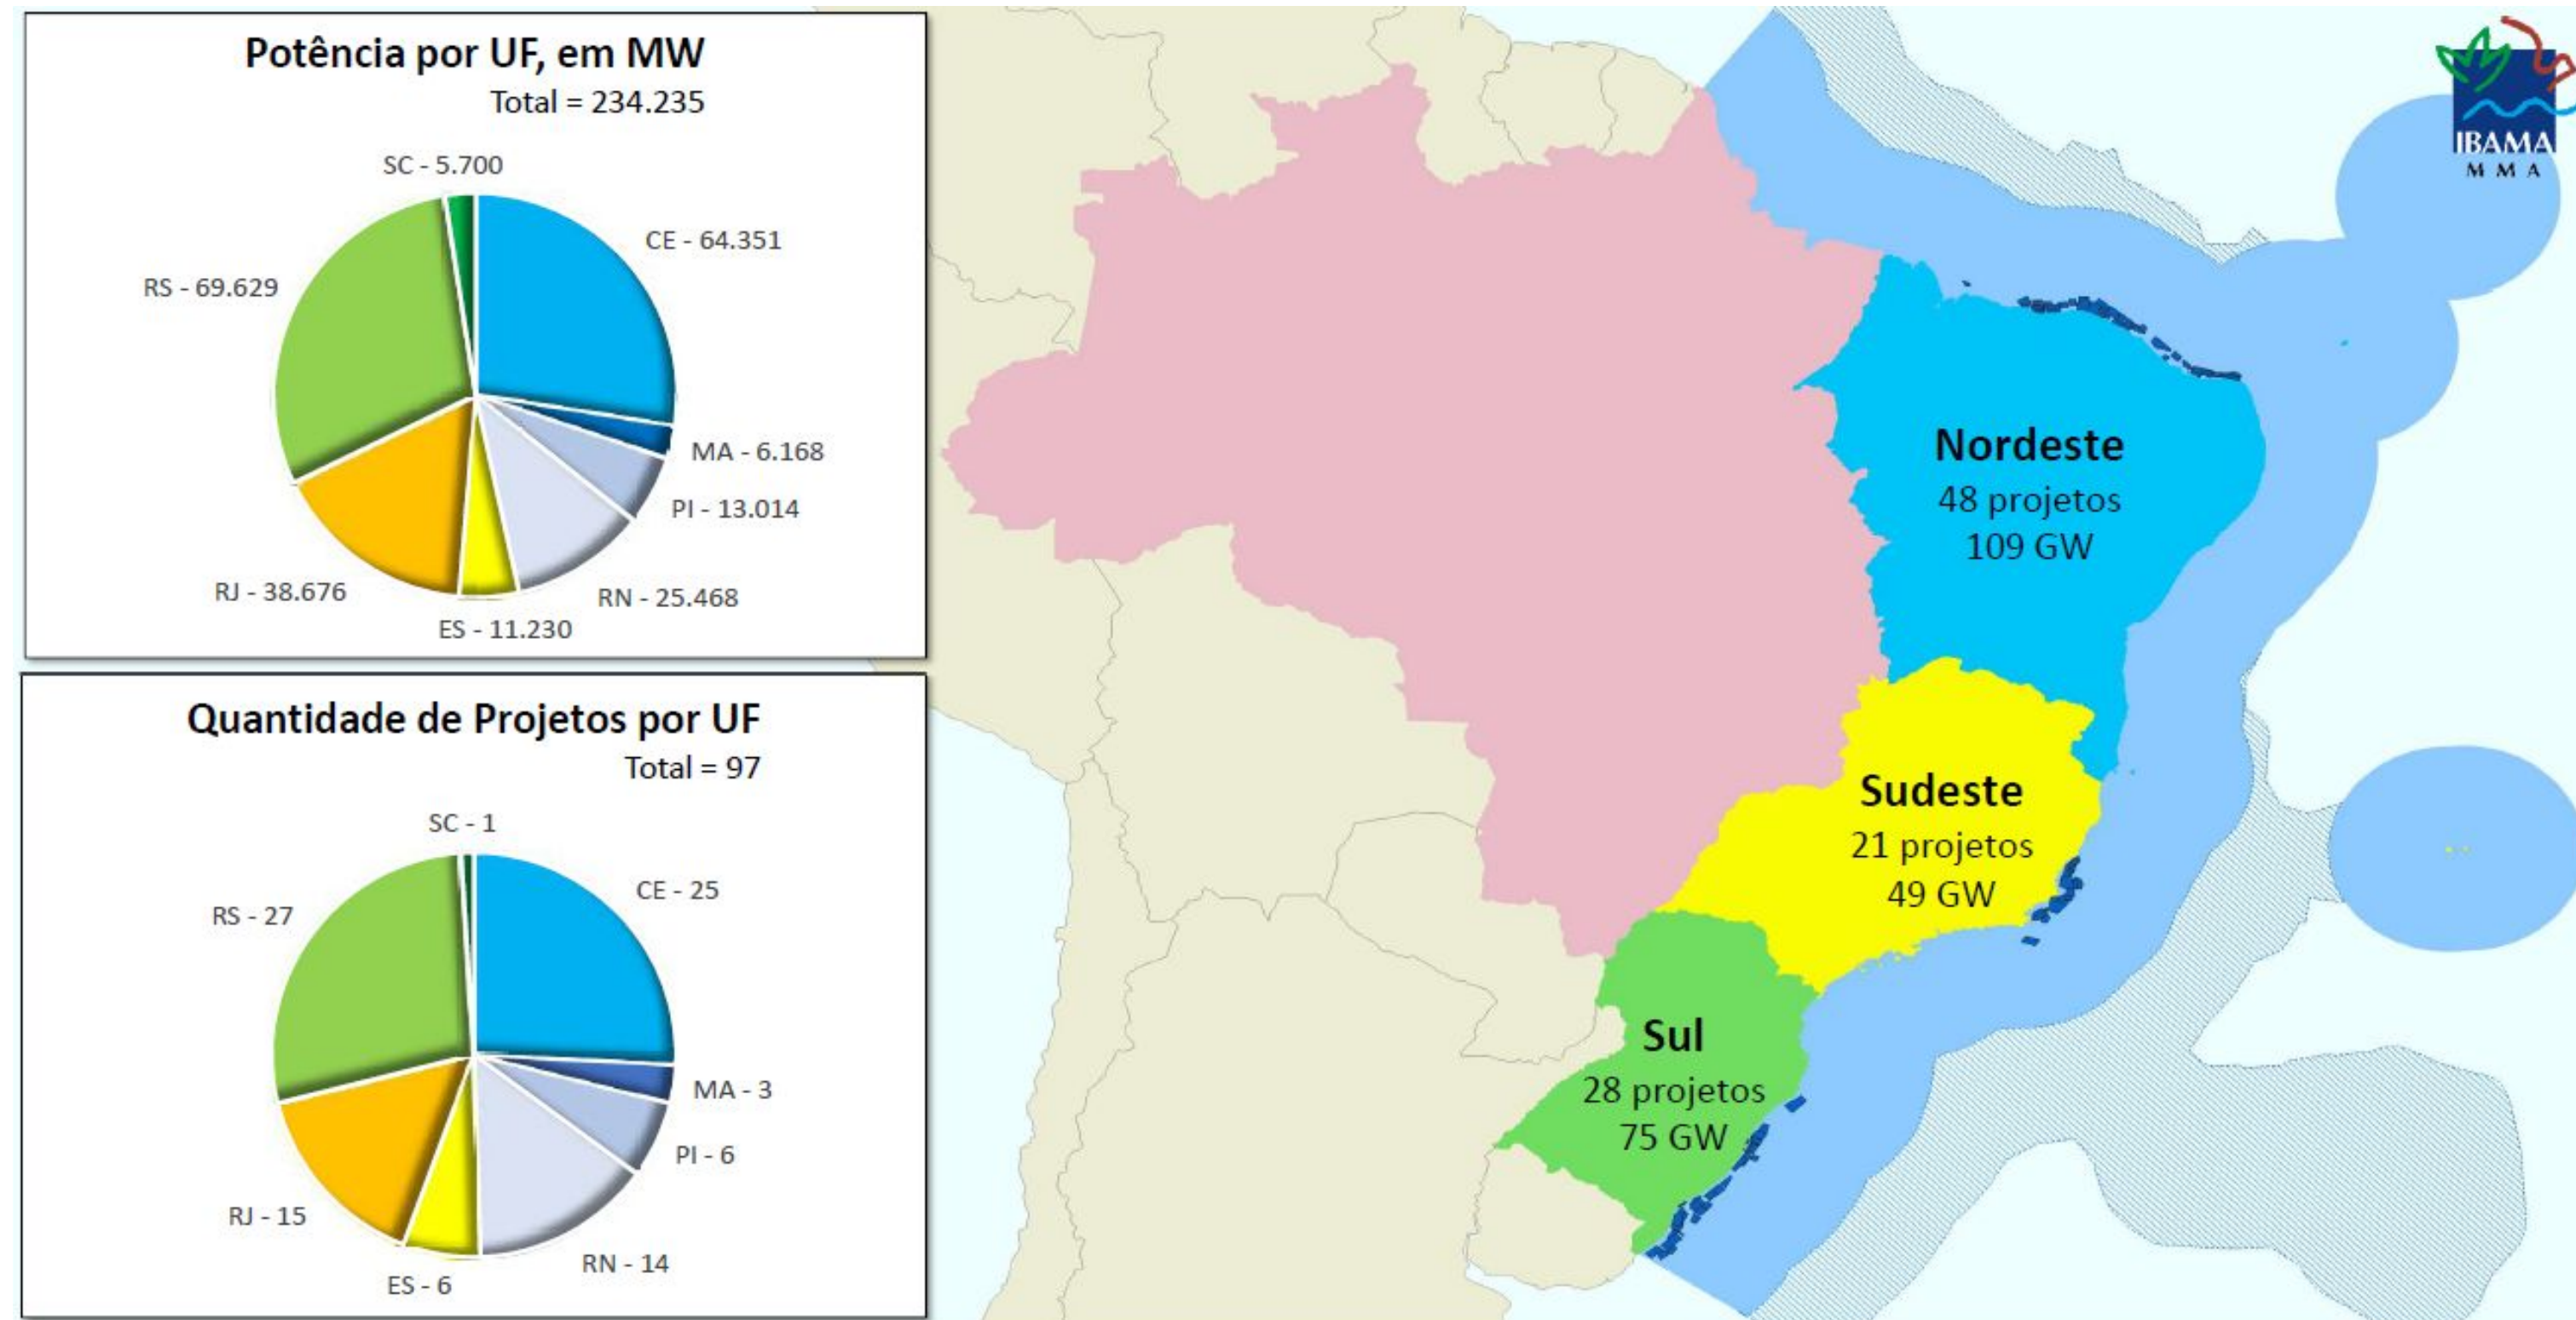 Potência por UF, em MW
Total = 234.235
SC - 5.700
CE - 64.351
RS - 69.629
MA - 6.168
PI - 13.014
RJ - 38.676
RN - 25.468
ES - 11.230
Quantidade de Projetos por UF
Total = 97
SC - 1
CE - 25
RS - 27
MA - 3
PI - 6
RJ - 15
RN - 14
ES - 6
IBAMA
M M A
Nordeste
48 projetos
109 GW
Sudeste
21 projetos
49 GW
Sul
28 projetos
75 GW